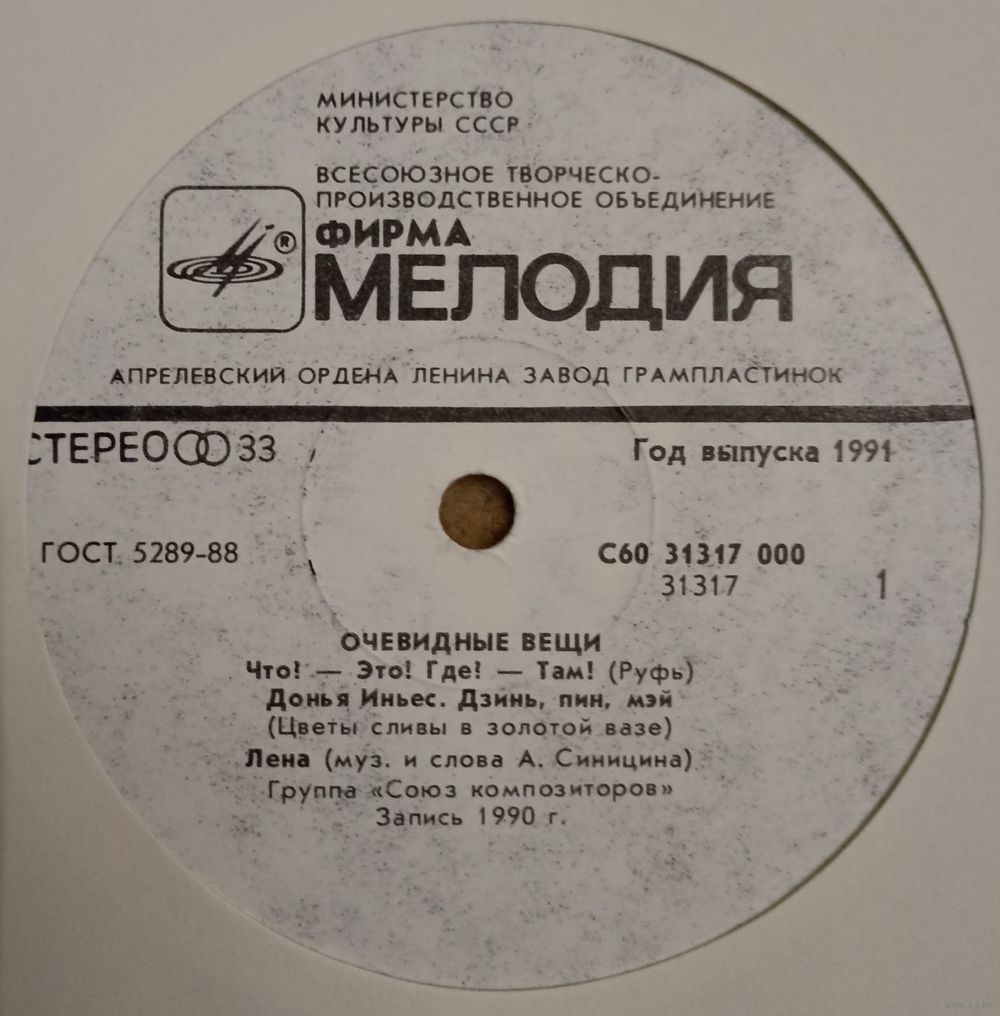 МИНИСТЕРСТВО
КУЛЬТУРЫ СССР
ВСЕСОЮЗНОЕ ТВОРЧЕСКО-
ПРОИЗВОДСТВЕННОЕ ОБЪЕДИНЕНИЕ
ФИРМА
®
МЕЛОДИЯ
АПРЕЛЕВСКИЙ ОРДЕНА ЛЕНИНА ЗАВОД ГРАМПЛАСТИНОК
СТЕРЕО 33
Год выпуска 1991
ГОСТ 5289-88
С60 31317 000
31317 1
ОЧЕВИДНЫЕ ВЕЩИ
Что! — Это! Где! — Там! (Руфь)
Донья Иньес. Дзинь, пин, мэй
(Цветы сливы в золотой вазе)
Лена (муз. и слова А. Синицина)
Группа «Союз композиторов»
Запись 1990 г.